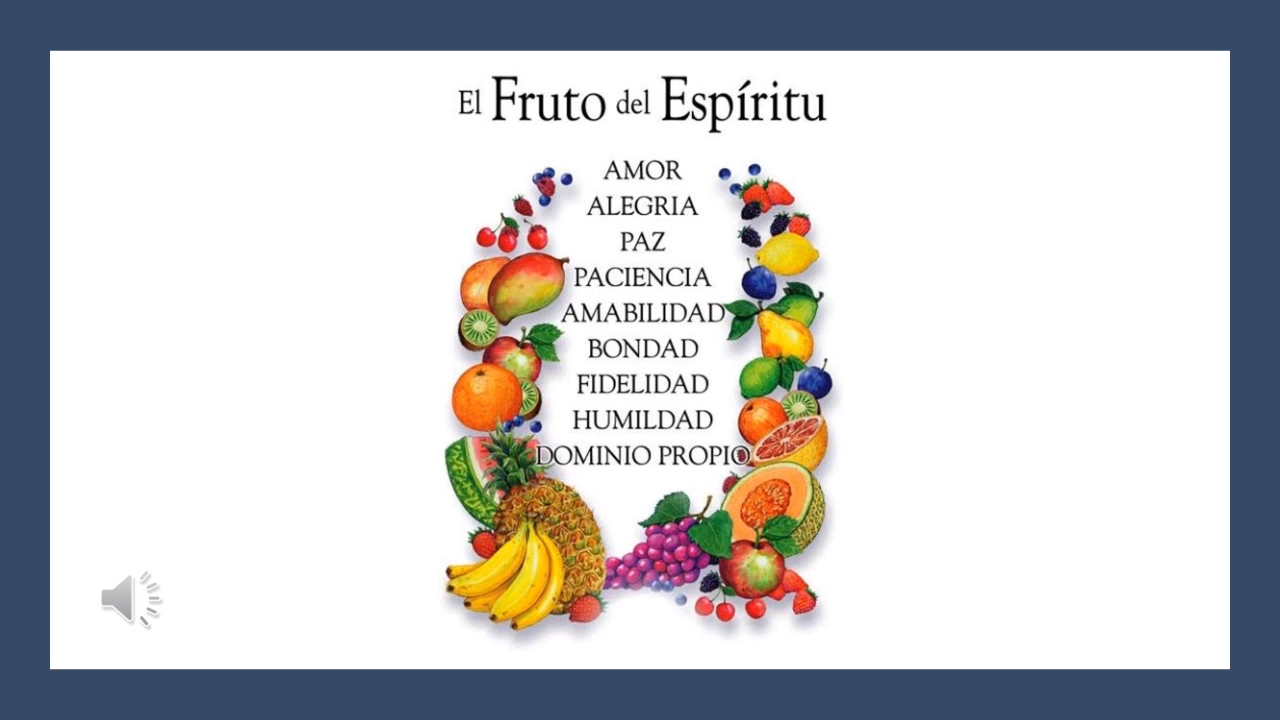 El Fruto del Espíritu
AMOR
ALEGRIA
PAZ
PACIENCIA
AMABILIDAD
BONDAD
FIDELIDAD
HUMILDAD
DOMINIO PROPIO